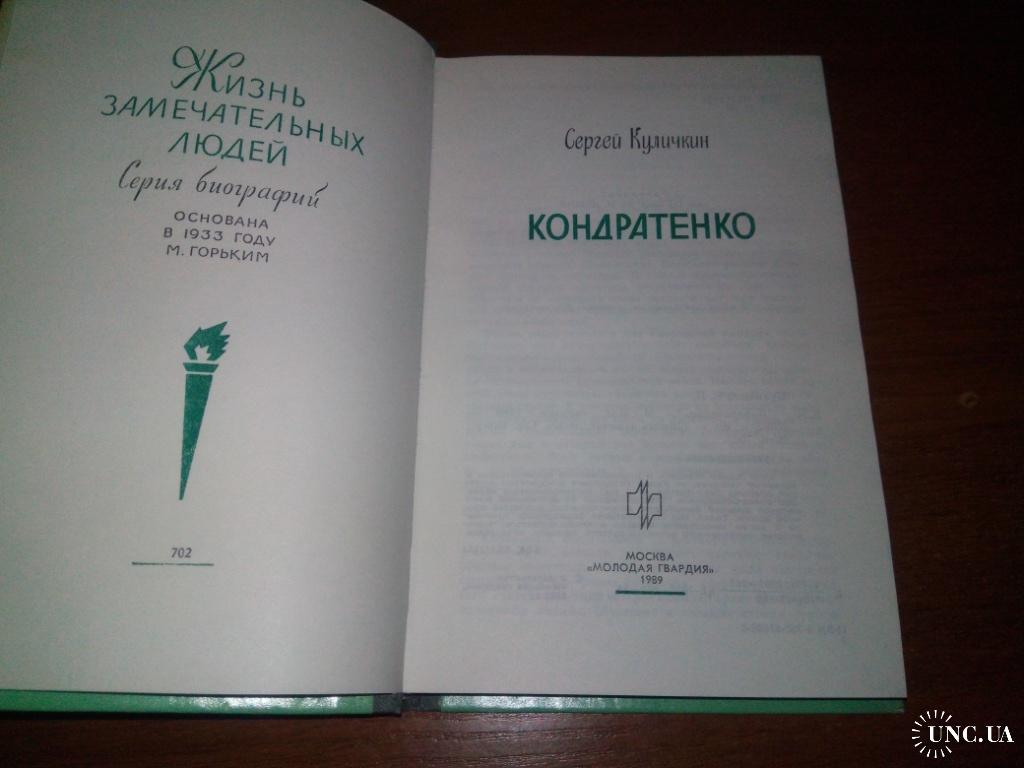 Жизнь
ЗАМЕЧАТЕЛЬНЫХ
ЛЮДЕЙ
Серия биографий
ОСНОВАНА
В 1933 ГОДУ
М. ГОРЬКИМ
702
Сергей Куличкин
КОНДРАТЕНКО
МОСКВА
«МОЛОДАЯ ГВАРДИЯ»
1989
UNC.UA